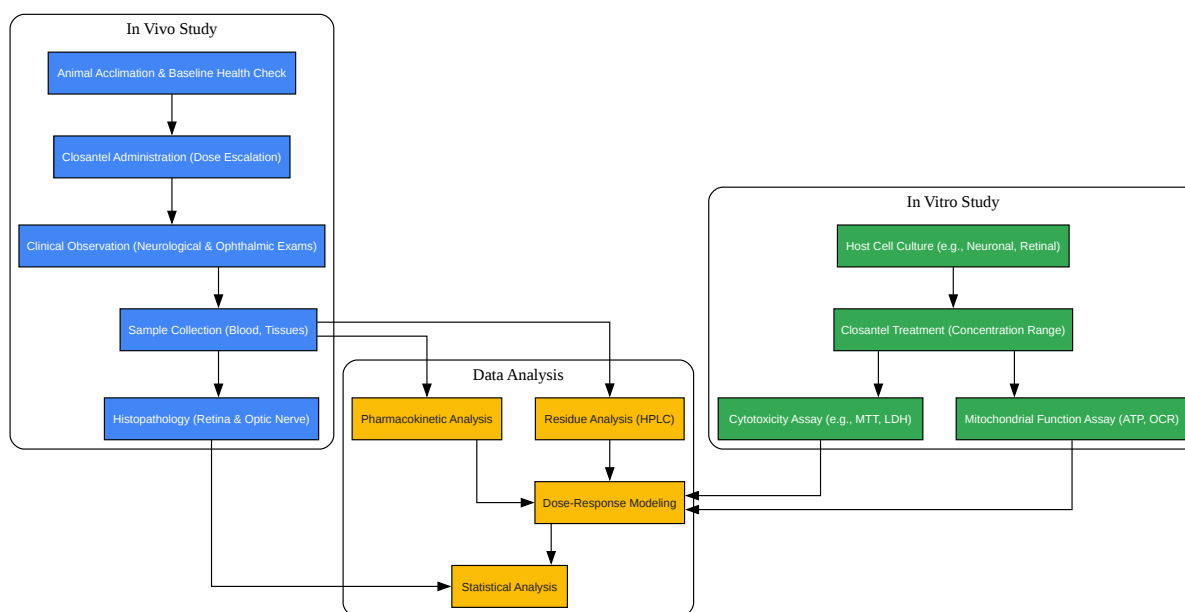 In Vivo Study
Animal Acclimation & Baseline Health Check
Closantel Administration (Dose Escalation)
Clinical Observation (Neurological & Ophthalmic Exams)
Sample Collection (Blood, Tissues)
Histopathology (Retina & Optic Nerve)
Data Analysis
Pharmacokinetic Analysis
Residue Analysis (HPLC)
Dose-Response Modeling
Statistical Analysis
In Vitro Study
Host Cell Culture (e.g., Neuronal, Retinal)
Closantel Treatment (Concentration Range)
Cytotoxicity Assay (e.g., MTT, LDH)
Mitochondrial Function Assay (ATP, OCR)